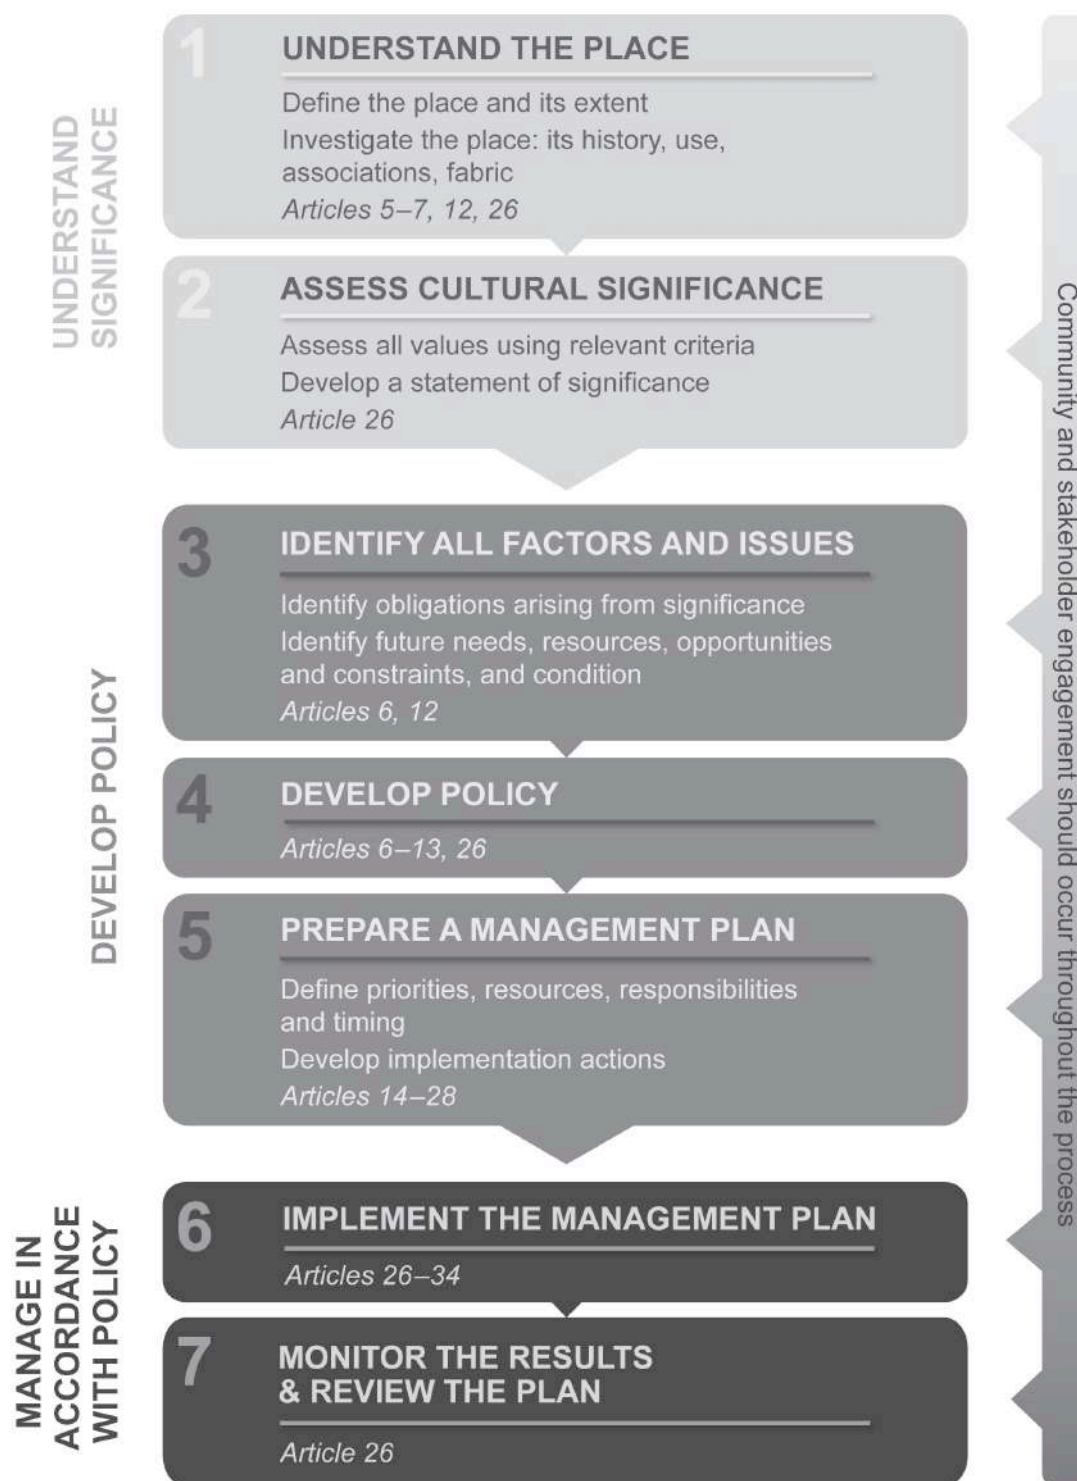 UNDERSTAND
SIGNIFICANCE
1
UNDERSTAND THE PLACE
Define the place and its extent
Investigate the place: its history, use,
associations, fabric
Articles 5–7, 12, 26
2
ASSESS CULTURAL SIGNIFICANCE
Assess all values using relevant criteria
Develop a statement of significance
Article 26
DEVELOP POLICY
3
IDENTIFY ALL FACTORS AND ISSUES
Identify obligations arising from significance
Identify future needs, resources, opportunities
and constraints, and condition
Articles 6, 12
4
DEVELOP POLICY
Articles 6–13, 26
5
PREPARE A MANAGEMENT PLAN
Define priorities, resources, responsibilities
and timing
Develop implementation actions
Articles 14–28
MANAGE IN
ACCORDANCE
WITH POLICY
6
IMPLEMENT THE MANAGEMENT PLAN
Articles 26–34
7
MONITOR THE RESULTS
& REVIEW THE PLAN
Article 26
Community and stakeholder engagement should occur throughout the process